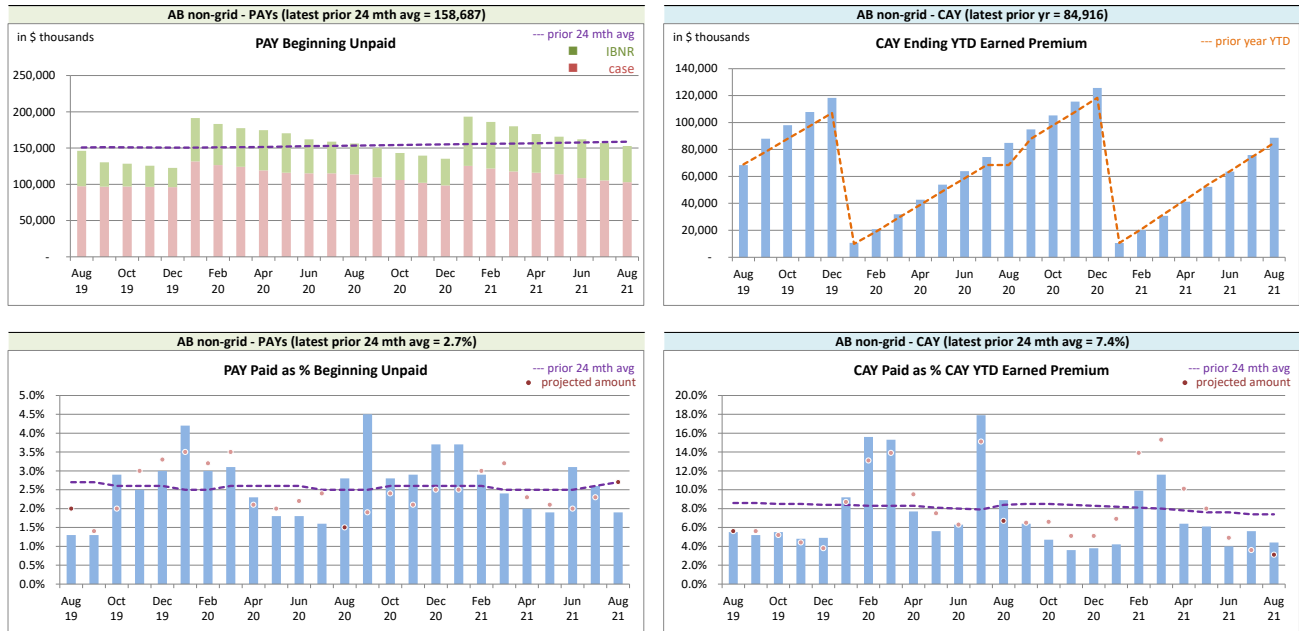 AB non-grid - PAYs (latest prior 24 mth avg = 158,687)
in $ thousands
PAY Beginning Unpaid
--- prior 24 mth avg
IBNR
case
250,000
200,000
150,000
100,000
50,000
-
Aug Oct Dec Feb Apr Jun Aug Oct Dec Feb Apr Jun Aug
19 19 19 20 20 20 20 20 20 21 21 21 21
AB non-grid - CAY (latest prior yr = 84,916)
in $ thousands
CAY Ending YTD Earned Premium
--- prior year YTD
140,000
120,000
100,000
80,000
60,000
40,000
20,000
-
Aug Oct Dec Feb Apr Jun Aug Oct Dec Feb Apr Jun Aug
19 19 19 20 20 20 20 20 20 21 21 21 21
AB non-grid - PAYs (latest prior 24 mth avg = 2.7%)
PAY Paid as % Beginning Unpaid
--- prior 24 mth avg
projected amount
5.0%
4.5%
4.0%
3.5%
3.0%
2.5%
2.0%
1.5%
1.0%
0.5%
0.0%
Aug Oct Dec Feb Apr Jun Aug Oct Dec Feb Apr Jun Aug
19 19 19 20 20 20 20 20 20 21 21 21 21
AB non-grid - CAY (latest prior 24 mth avg = 7.4%)
CAY Paid as % CAY YTD Earned Premium
--- prior 24 mth avg
projected amount
20.0%
18.0%
16.0%
14.0%
12.0%
10.0%
8.0%
6.0%
4.0%
2.0%
0.0%
Aug Oct Dec Feb Apr Jun Aug Oct Dec Feb Apr Jun Aug
19 19 19 20 20 20 20 20 20 21 21 21 21